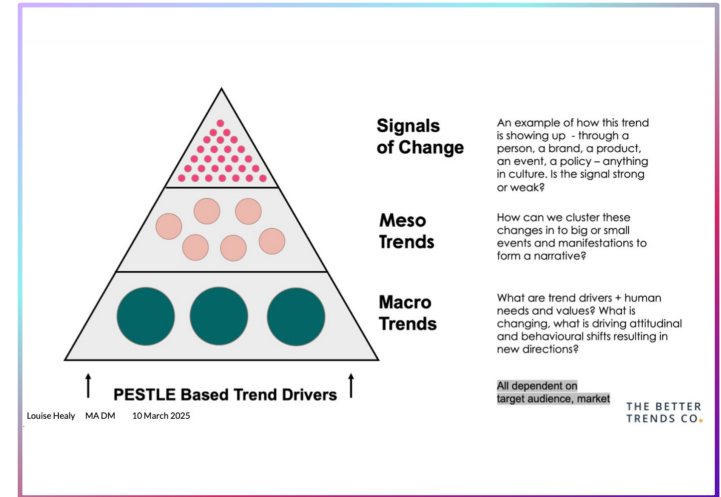 Signals
of Change
An example of how this trend
is showing up - through a
person, a brand, a product,
an event, a policy – anything
in culture. Is the signal strong
or weak?
Meso
Trends
How can we cluster these
changes in to big or small
events and manifestations to
form a narrative?
Macro
Trends
What are trend drivers + human
needs and values? What is
changing, what is driving attitudinal
and behavioural shifts resulting in
new directions?
PESTLE Based Trend Drivers
All dependent on
target audience, market
Louise Healy MA DM 10 March 2025
THE BETTER
TRENDS CO.